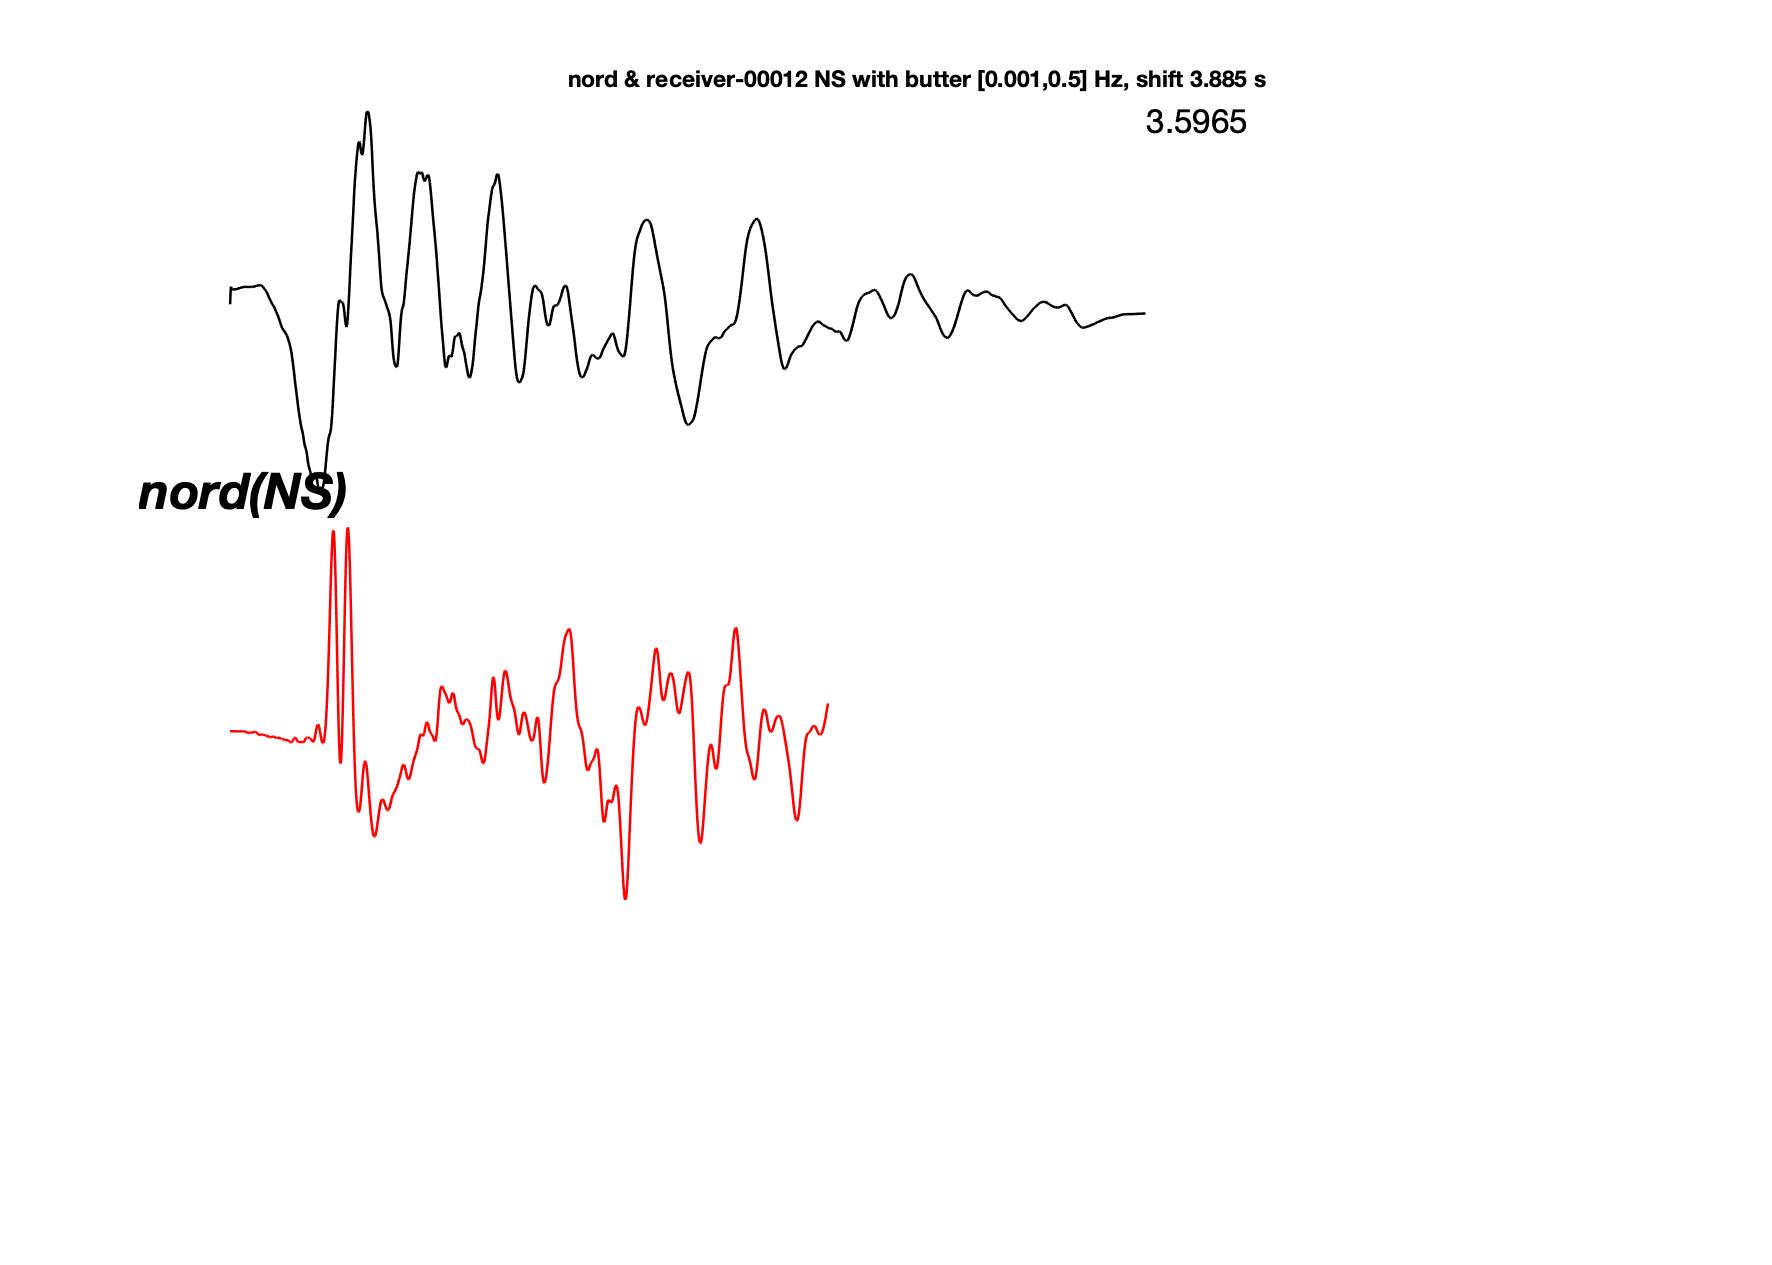 nord & receiver-00012 NS with butter [0.001,0.5] Hz, shift 3.885 s
3.5965
nord(NS)